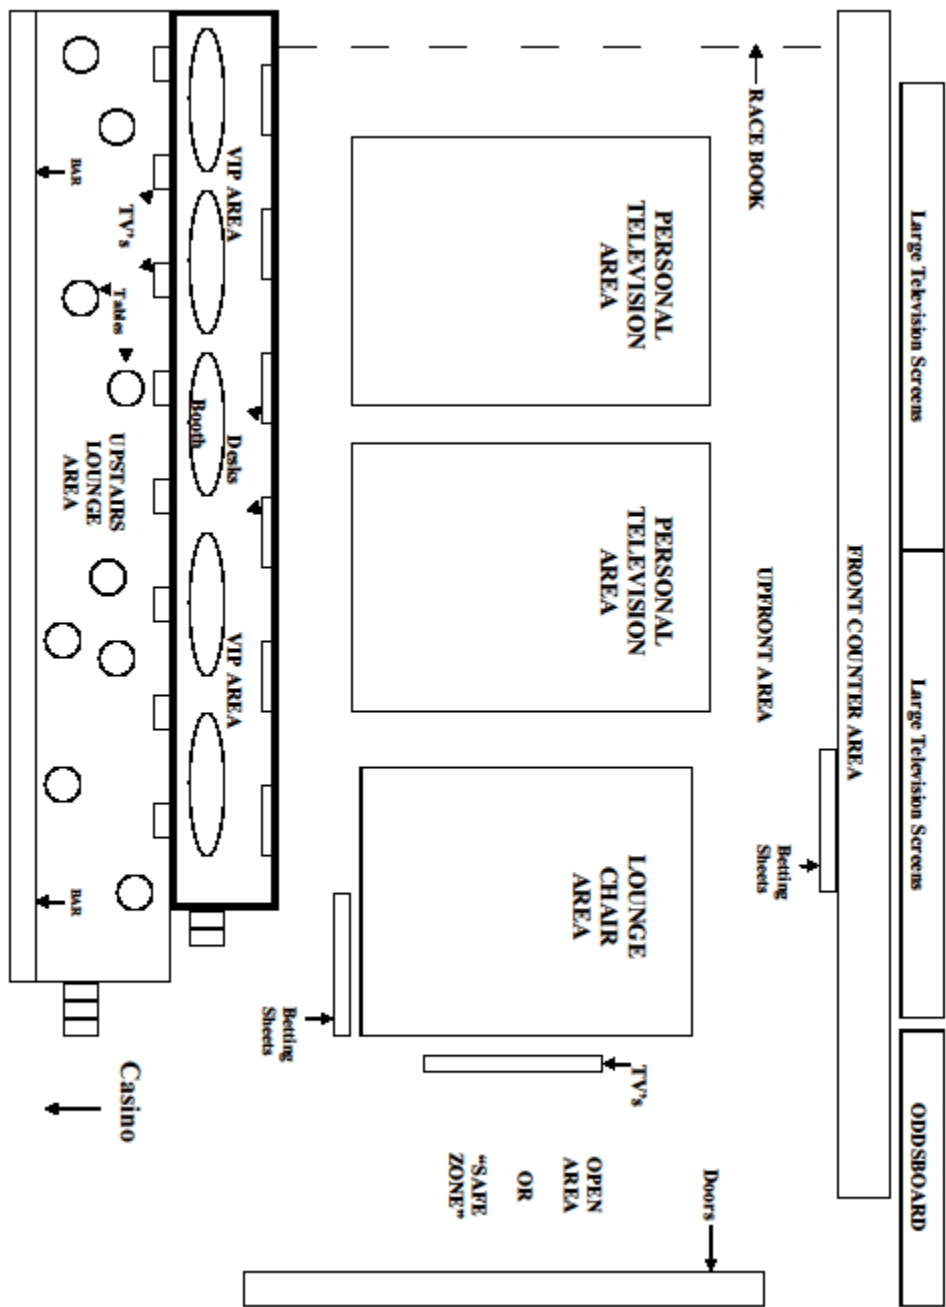 Large Television Screens
Large Television Screens
ODDSBOARD
FRONT COUNTER AREA
Betting
Sheets
RACE BOOK
UPFRONT AREA
Doors
PERSONAL
TELEVISION
AREA
PERSONAL
TELEVISION
AREA
LOUNGE
CHAIR
AREA
TV's
OPEN
AREA
OR
“SAFE
ZONE”
Betting
Sheets
VIP AREA
Desks
Booth
VIP AREA
TV's
Tables
UPSTAIRS
LOUNGE
AREA
Casino
BAR
BAR